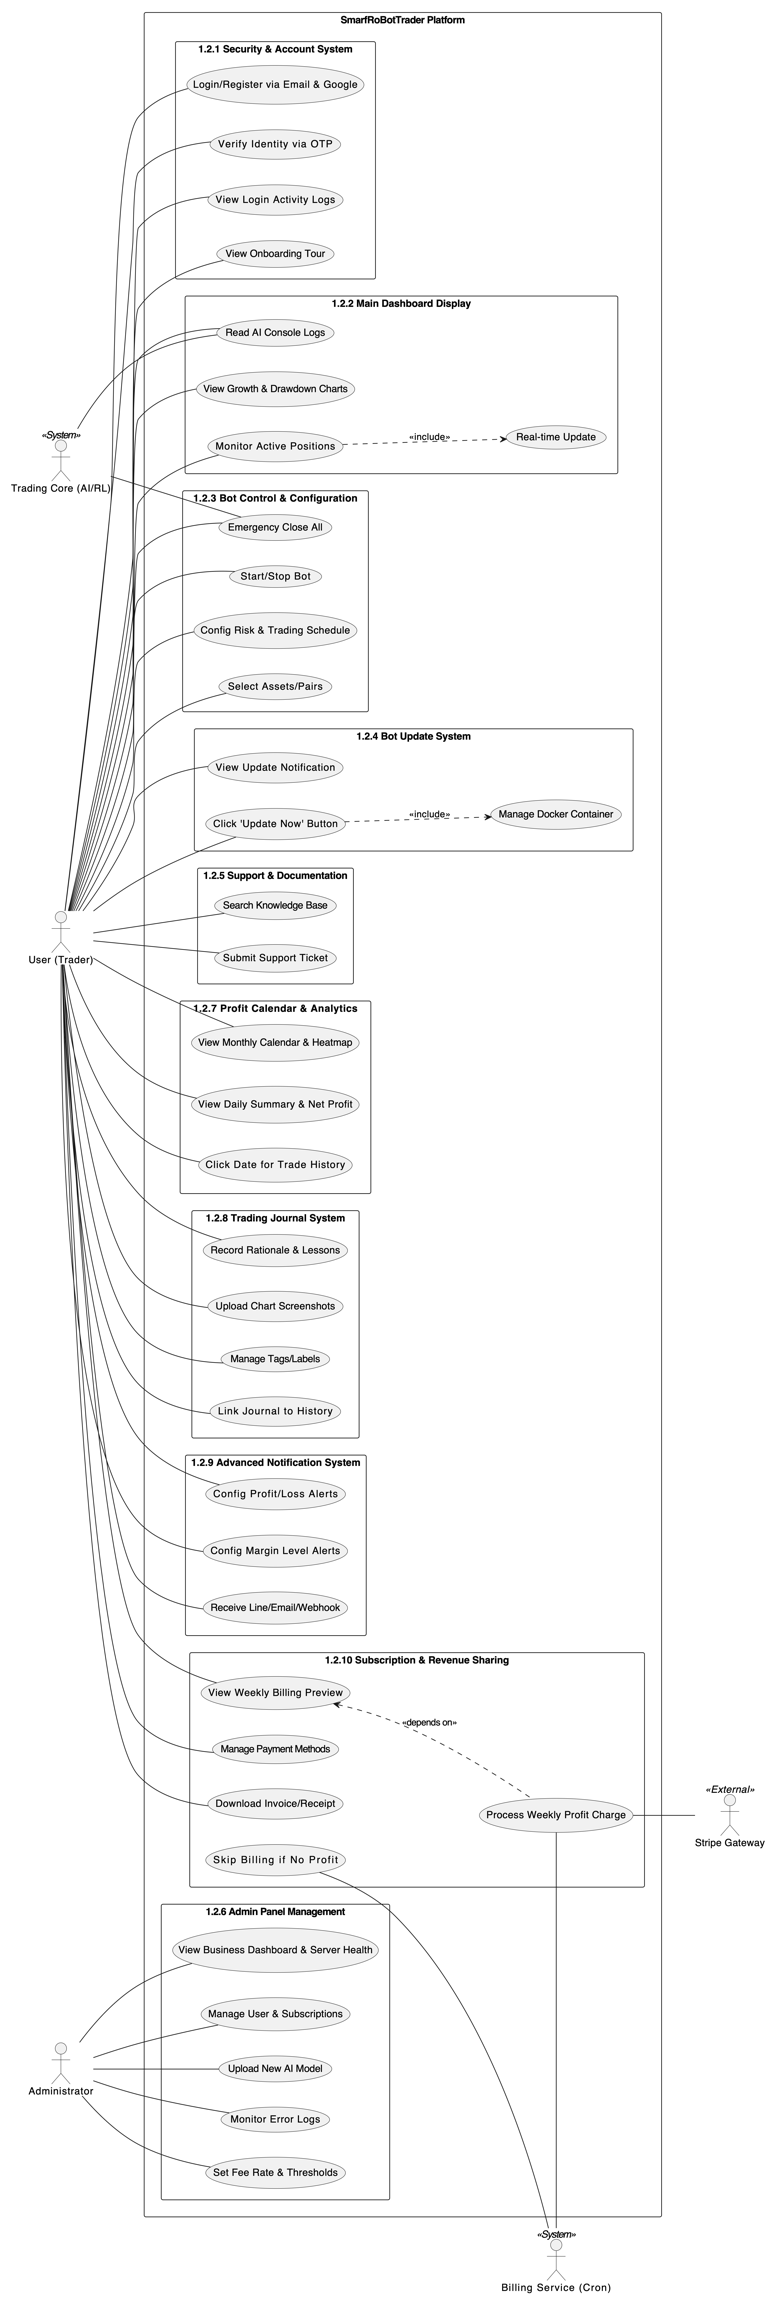 SmarfRoBotTrader Platform
1.2.1 Security & Account System
Login/Register via Email & Google
Verify Identity via OTP
View Login Activity Logs
View Onboarding Tour
1.2.2 Main Dashboard Display
Read AI Console Logs
View Growth & Drawdown Charts
Monitor Active Positions
«include»
Real-time Update
«System»
Trading Core (AI/RL)
1.2.3 Bot Control & Configuration
Emergency Close All
Start/Stop Bot
Config Risk & Trading Schedule
Select Assets/Pairs
1.2.4 Bot Update System
View Update Notification
Click 'Update Now' Button
«include»
Manage Docker Container
1.2.5 Support & Documentation
Search Knowledge Base
Submit Support Ticket
User (Trader)
1.2.7 Profit Calendar & Analytics
View Monthly Calendar & Heatmap
View Daily Summary & Net Profit
Click Date for Trade History
1.2.8 Trading Journal System
Record Rationale & Lessons
Upload Chart Screenshots
Manage Tags/Labels
Link Journal to History
1.2.9 Advanced Notification System
Config Profit/Loss Alerts
Config Margin Level Alerts
Receive Line/Email/Webhook
1.2.10 Subscription & Revenue Sharing
View Weekly Billing Preview
«depends on»
Manage Payment Methods
Download Invoice/Receipt
Process Weekly Profit Charge
Skip Billing if No Profit
«External»
Stripe Gateway
1.2.6 Admin Panel Management
View Business Dashboard & Server Health
Manage User & Subscriptions
Upload New AI Model
Monitor Error Logs
Set Fee Rate & Thresholds
Administrator
«System»
Billing Service (Cron)